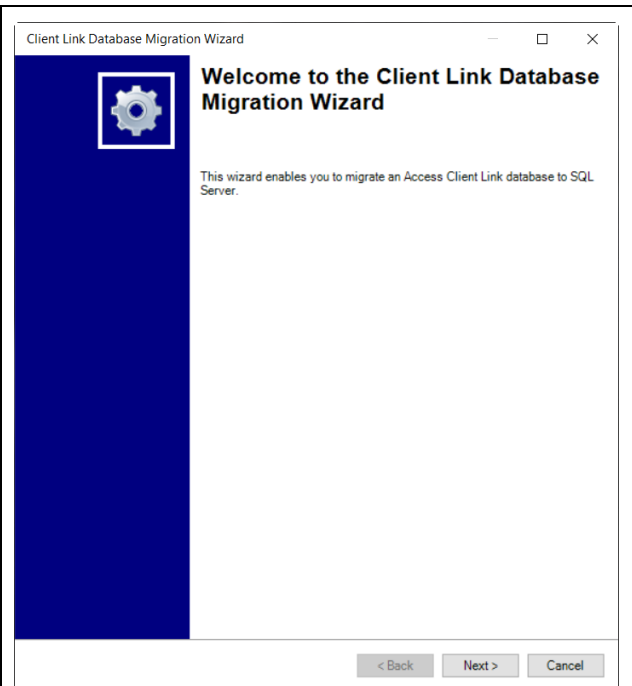 Client Link Database Migration Wizard
Welcome to the Client Link Database
Migration Wizard
This wizard enables you to migrate an Access Client Link database to SQL
Server.
< Back Next > Cancel